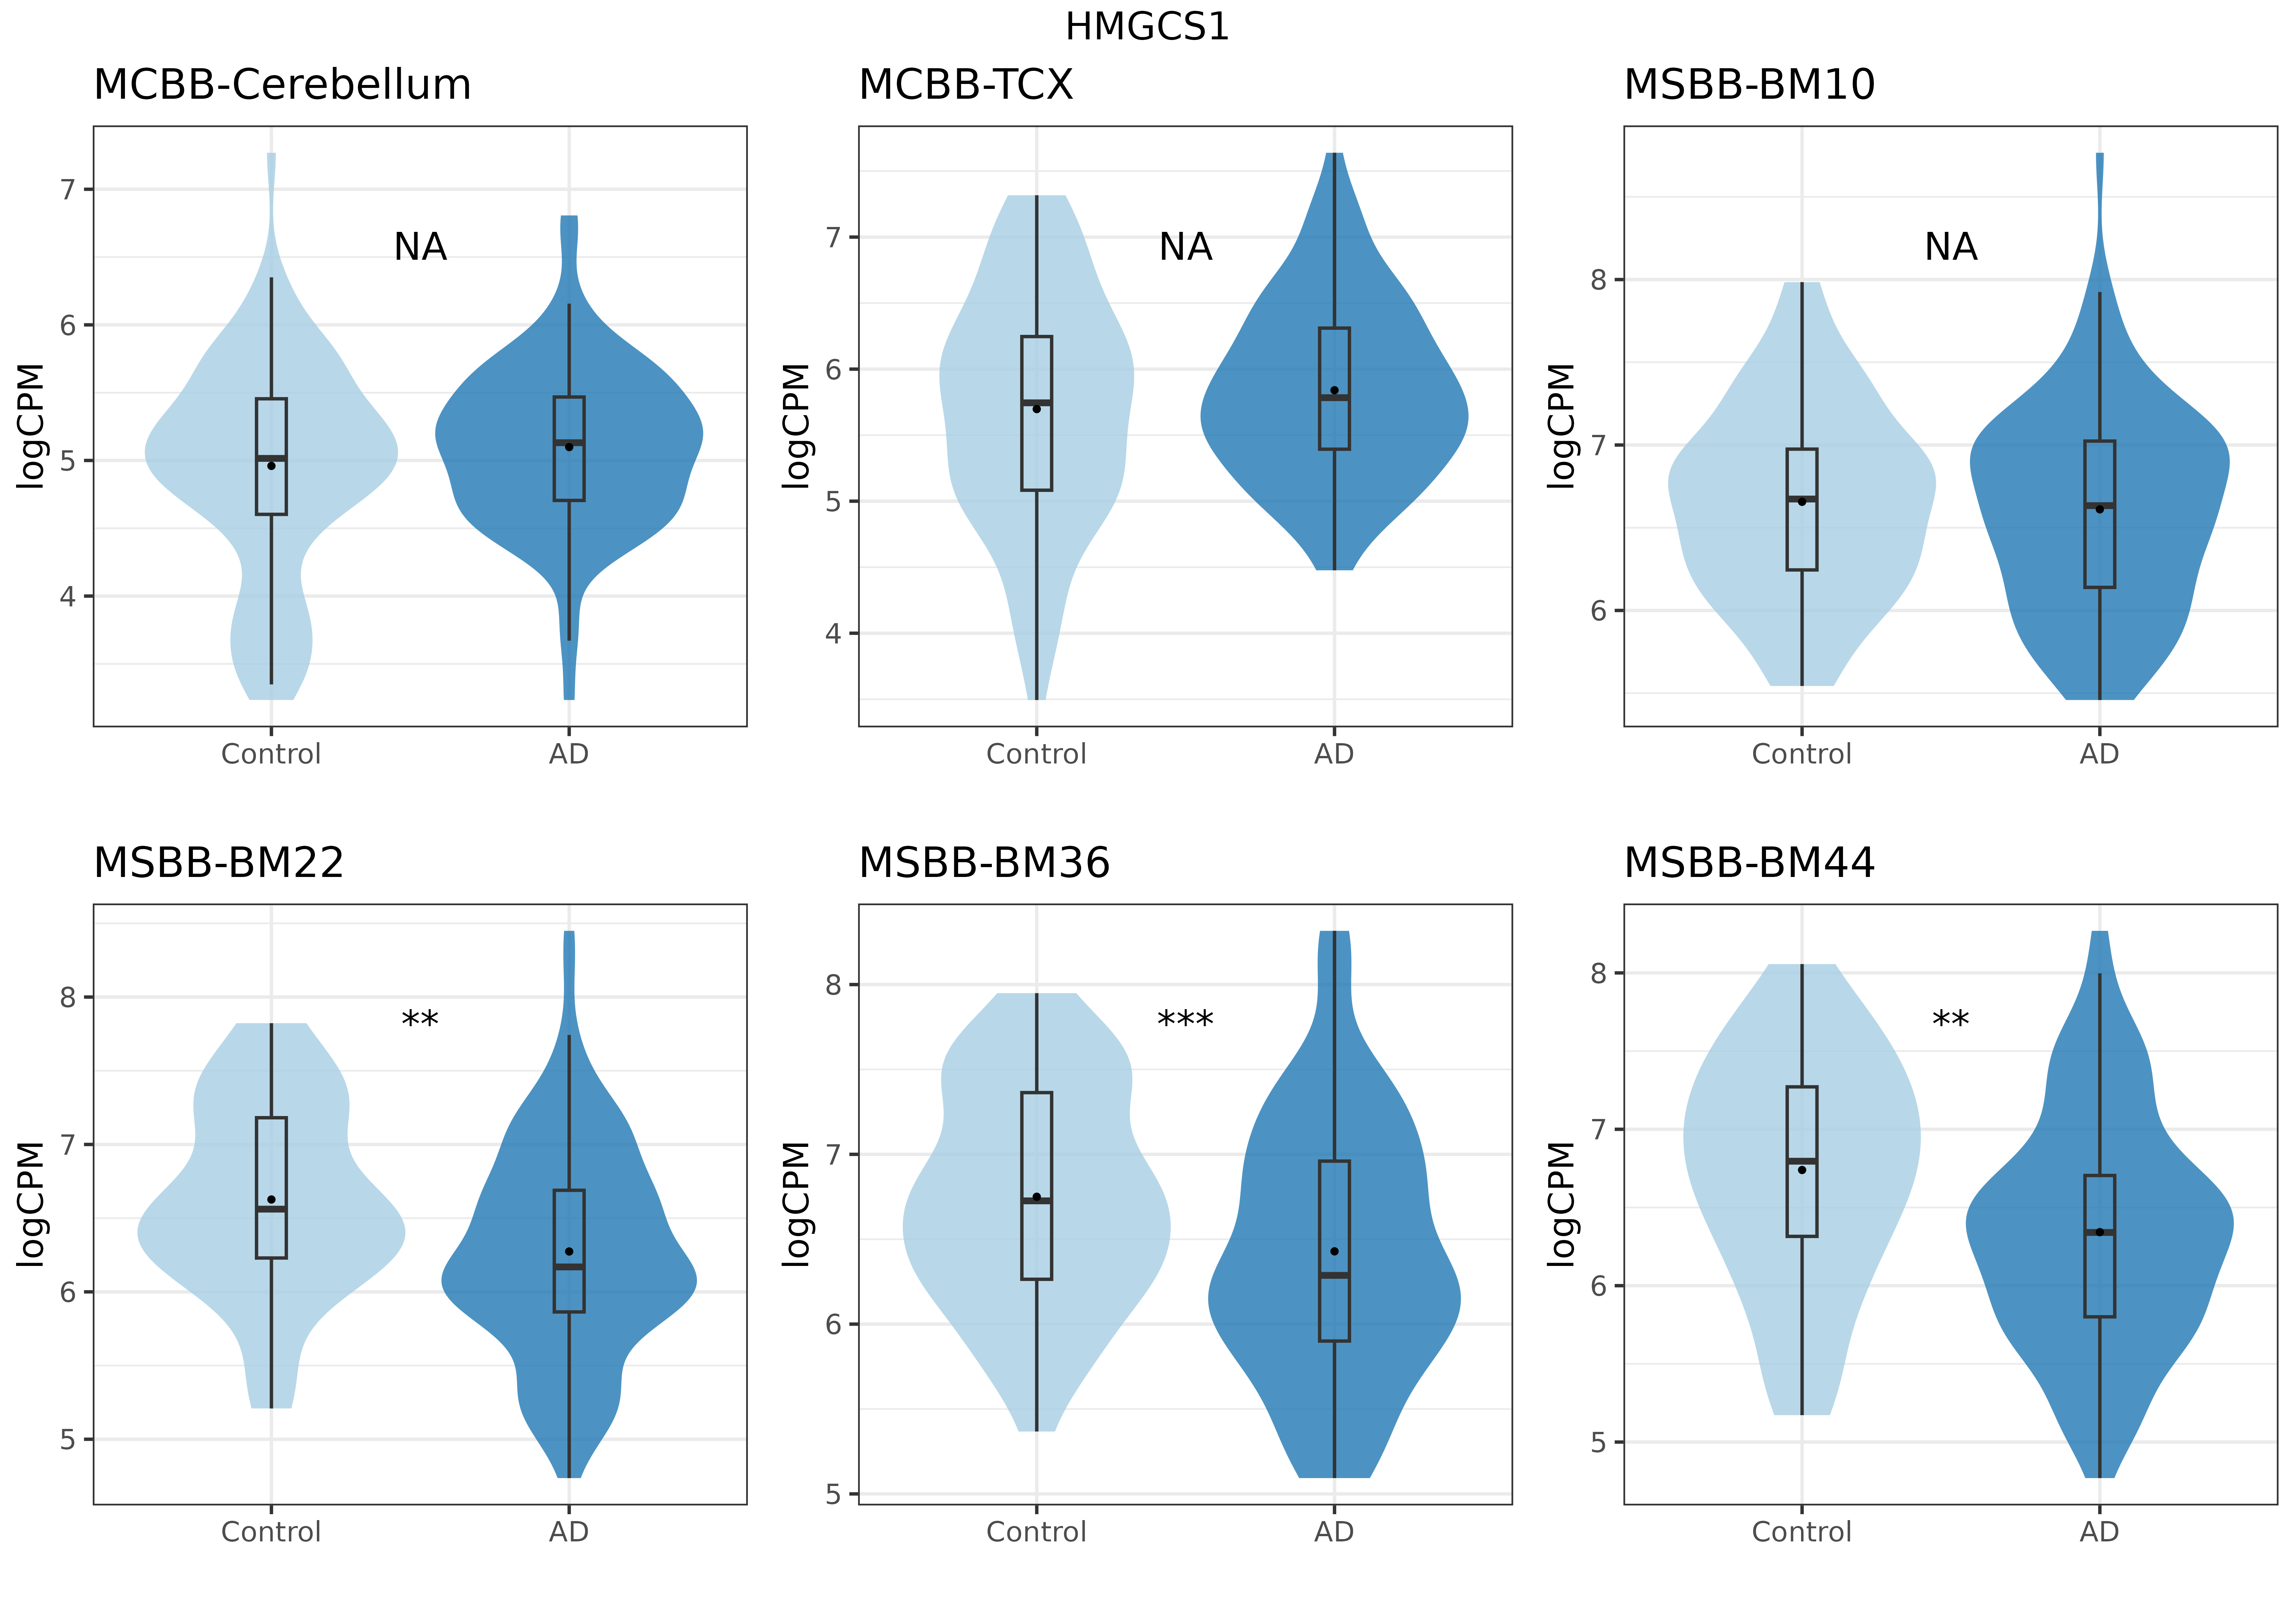 HMGCS1
MCBB-Cerebellum
MCBB-TCX
MSBB-BM10
logCPM
7
6
5
4
NA
Control
AD
logCPM
7
6
5
4
NA
Control
AD
logCPM
8
7
6
NA
Control
AD
MSBB-BM22
MSBB-BM36
MSBB-BM44
logCPM
8
7
6
5
**
Control
AD
logCPM
8
7
6
5
***
Control
AD
logCPM
8
7
6
5
**
Control
AD